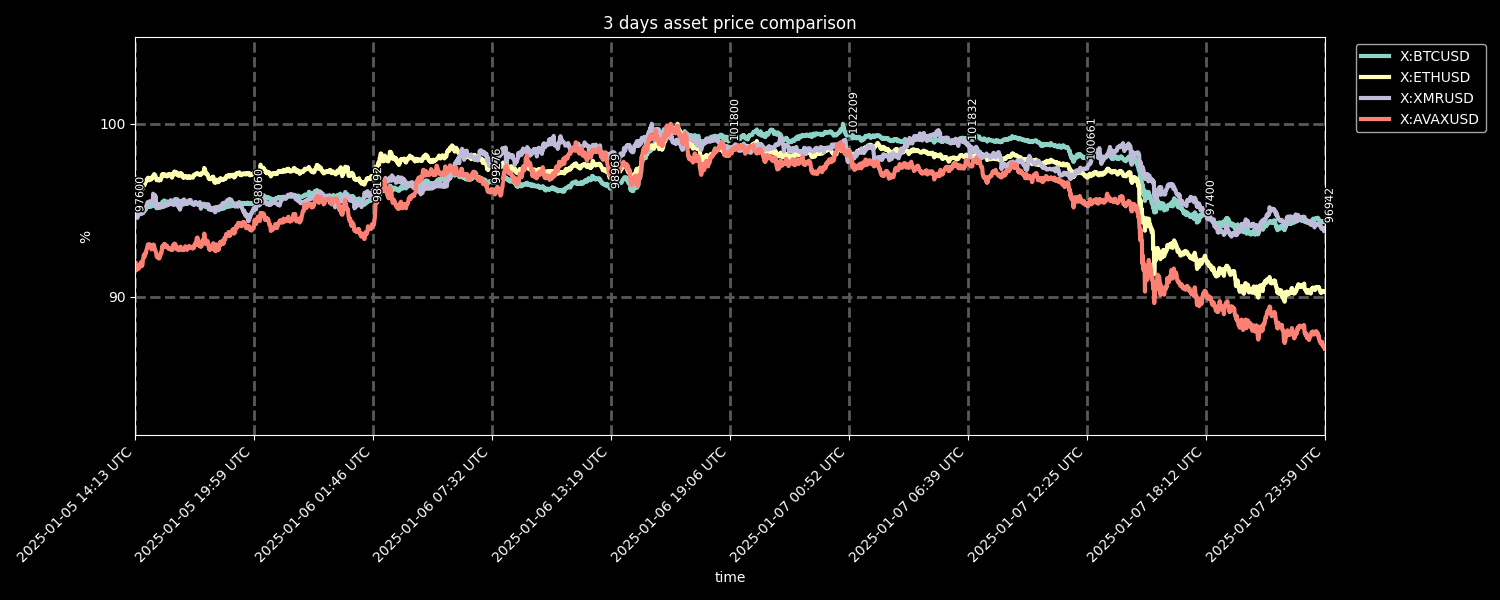 3 days asset price comparison
X:BTCUSD
X:ETHUSD
X:XMRUSD
X:AVAXUSD
100
90
%
97600
98060
98192
99276
98969
101800
102209
101832
100661
97400
96942
2025-01-05 14:13 UTC
2025-01-05 19:59 UTC
2025-01-06 01:46 UTC
2025-01-06 07:32 UTC
2025-01-06 13:19 UTC
2025-01-06 19:06 UTC
2025-01-07 00:52 UTC
2025-01-07 06:39 UTC
2025-01-07 12:25 UTC
2025-01-07 18:12 UTC
2025-01-07 23:59 UTC
time